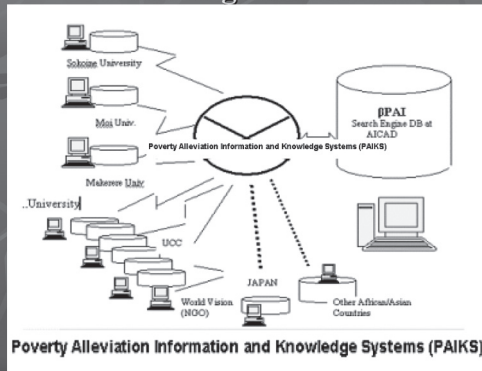 Sokoine University
Moi Univ.
Poverty Alleviation Information and Knowledge Systems (PAIKS)
βPAI
Search Engine DB at
AICAD
Makerere Univ
..University
UCC
World Vision
(NGO)
JAPAN
Other African/Asian
Countries
Poverty Alleviation Information and Knowledge Systems (PAIKS)